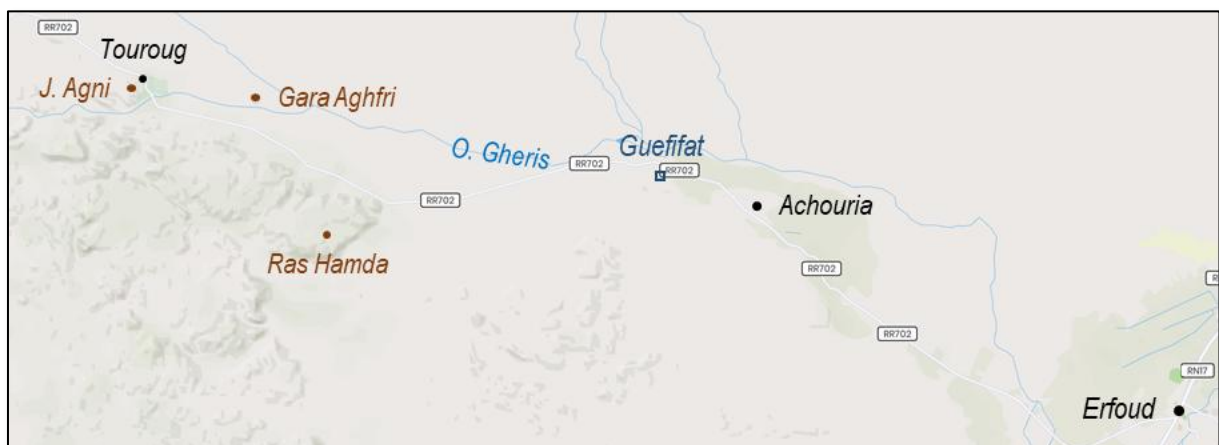 RR702
Touroug
J. Agni
Gara Aghfri
O. Gheris
Guefifat
RR702
RR702
RR702
Achouria
Ras Hamda
RR702
RR702
RN17
Erfoud